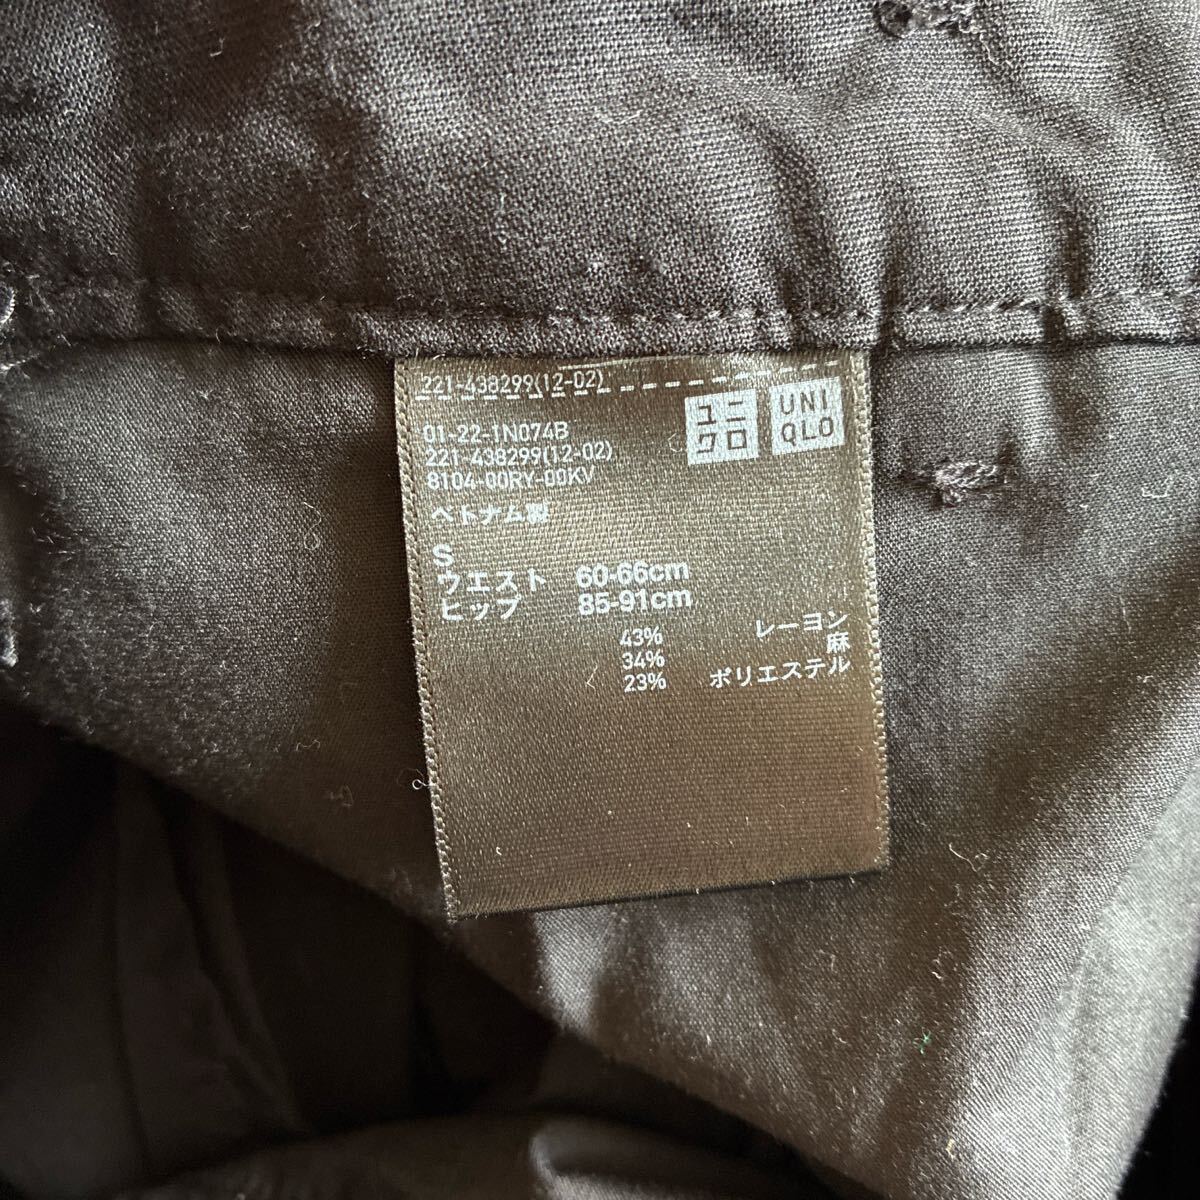 221-438299(12-02)
ユニ
クロ
UNI
QLO
01-22-1N074B
221-438299(12-02)
8104-00RY-00KV
ベトナム製
S
ウエスト 60-66cm
ヒップ 85-91cm
43% レーヨン
34% 麻
23% ポリエステル